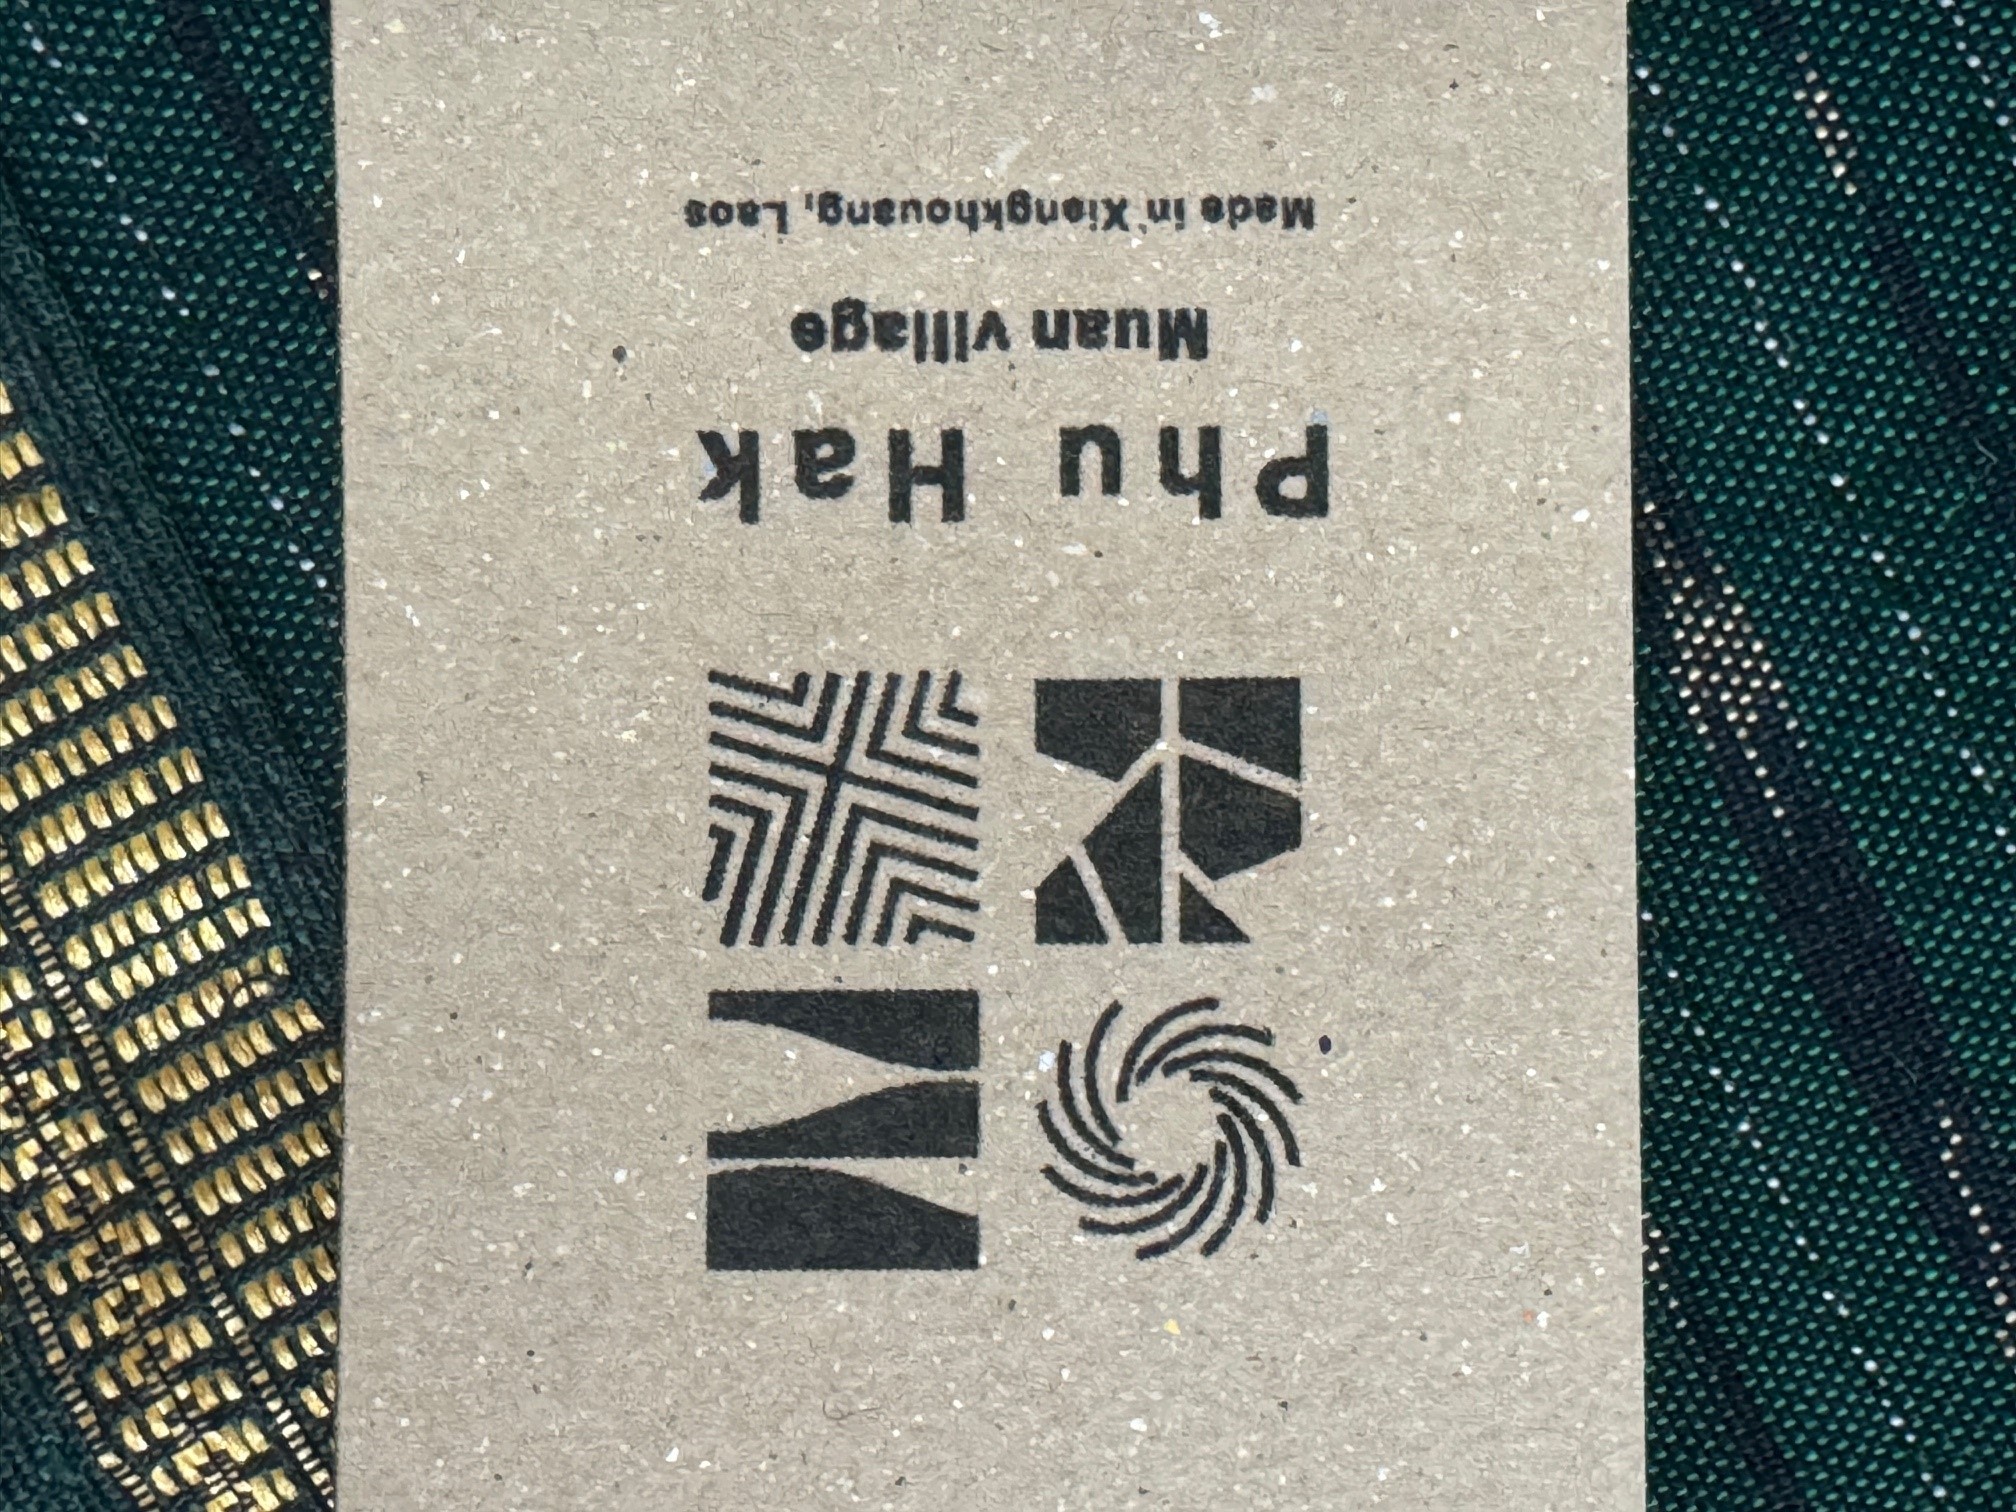 Phu Hak
Muan village
Made in Xiengkhouang, Laos